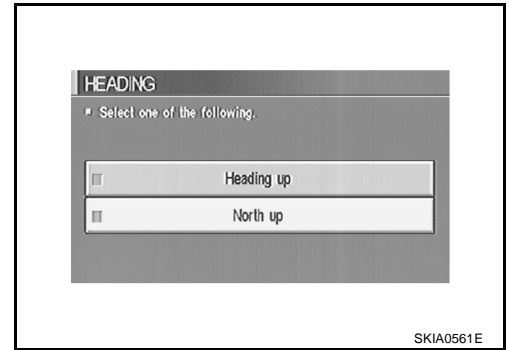 HEADING
Select one of the following.
Heading up
North up
SKIA0561E